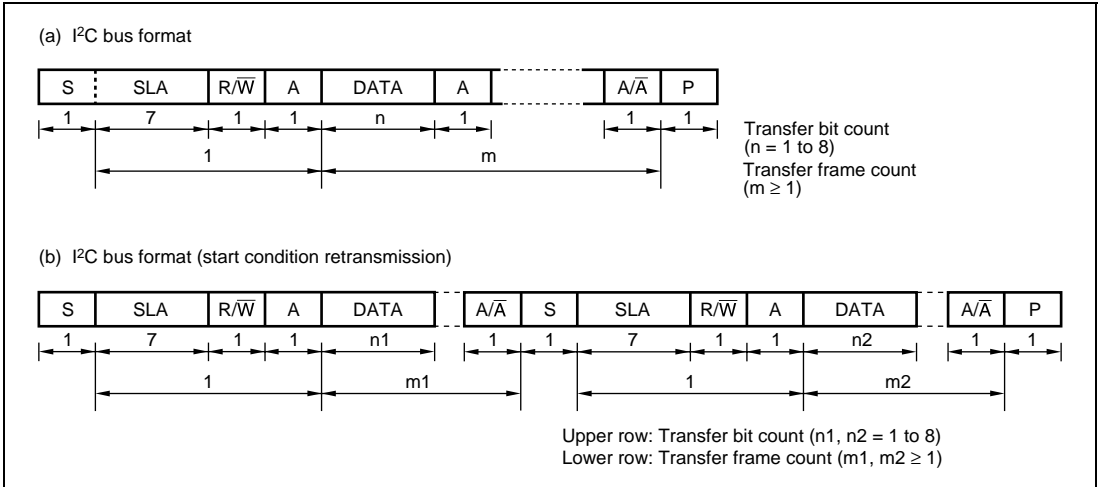 (a) I²C bus format
S SLA R/W̅ A DATA A A/A̅ P
1 7 1 1 n 1 1 1
1 m
Transfer bit count
(n = 1 to 8)
Transfer frame count
(m ≥ 1)
(b) I²C bus format (start condition retransmission)
S SLA R/W̅ A DATA A/A̅ S SLA R/W̅ A DATA A/A̅ P
1 7 1 1 n1 1 1 7 1 1 n2 1 1
1 m1 1 m2
Upper row: Transfer bit count (n1, n2 = 1 to 8)
Lower row: Transfer frame count (m1, m2 ≥ 1)